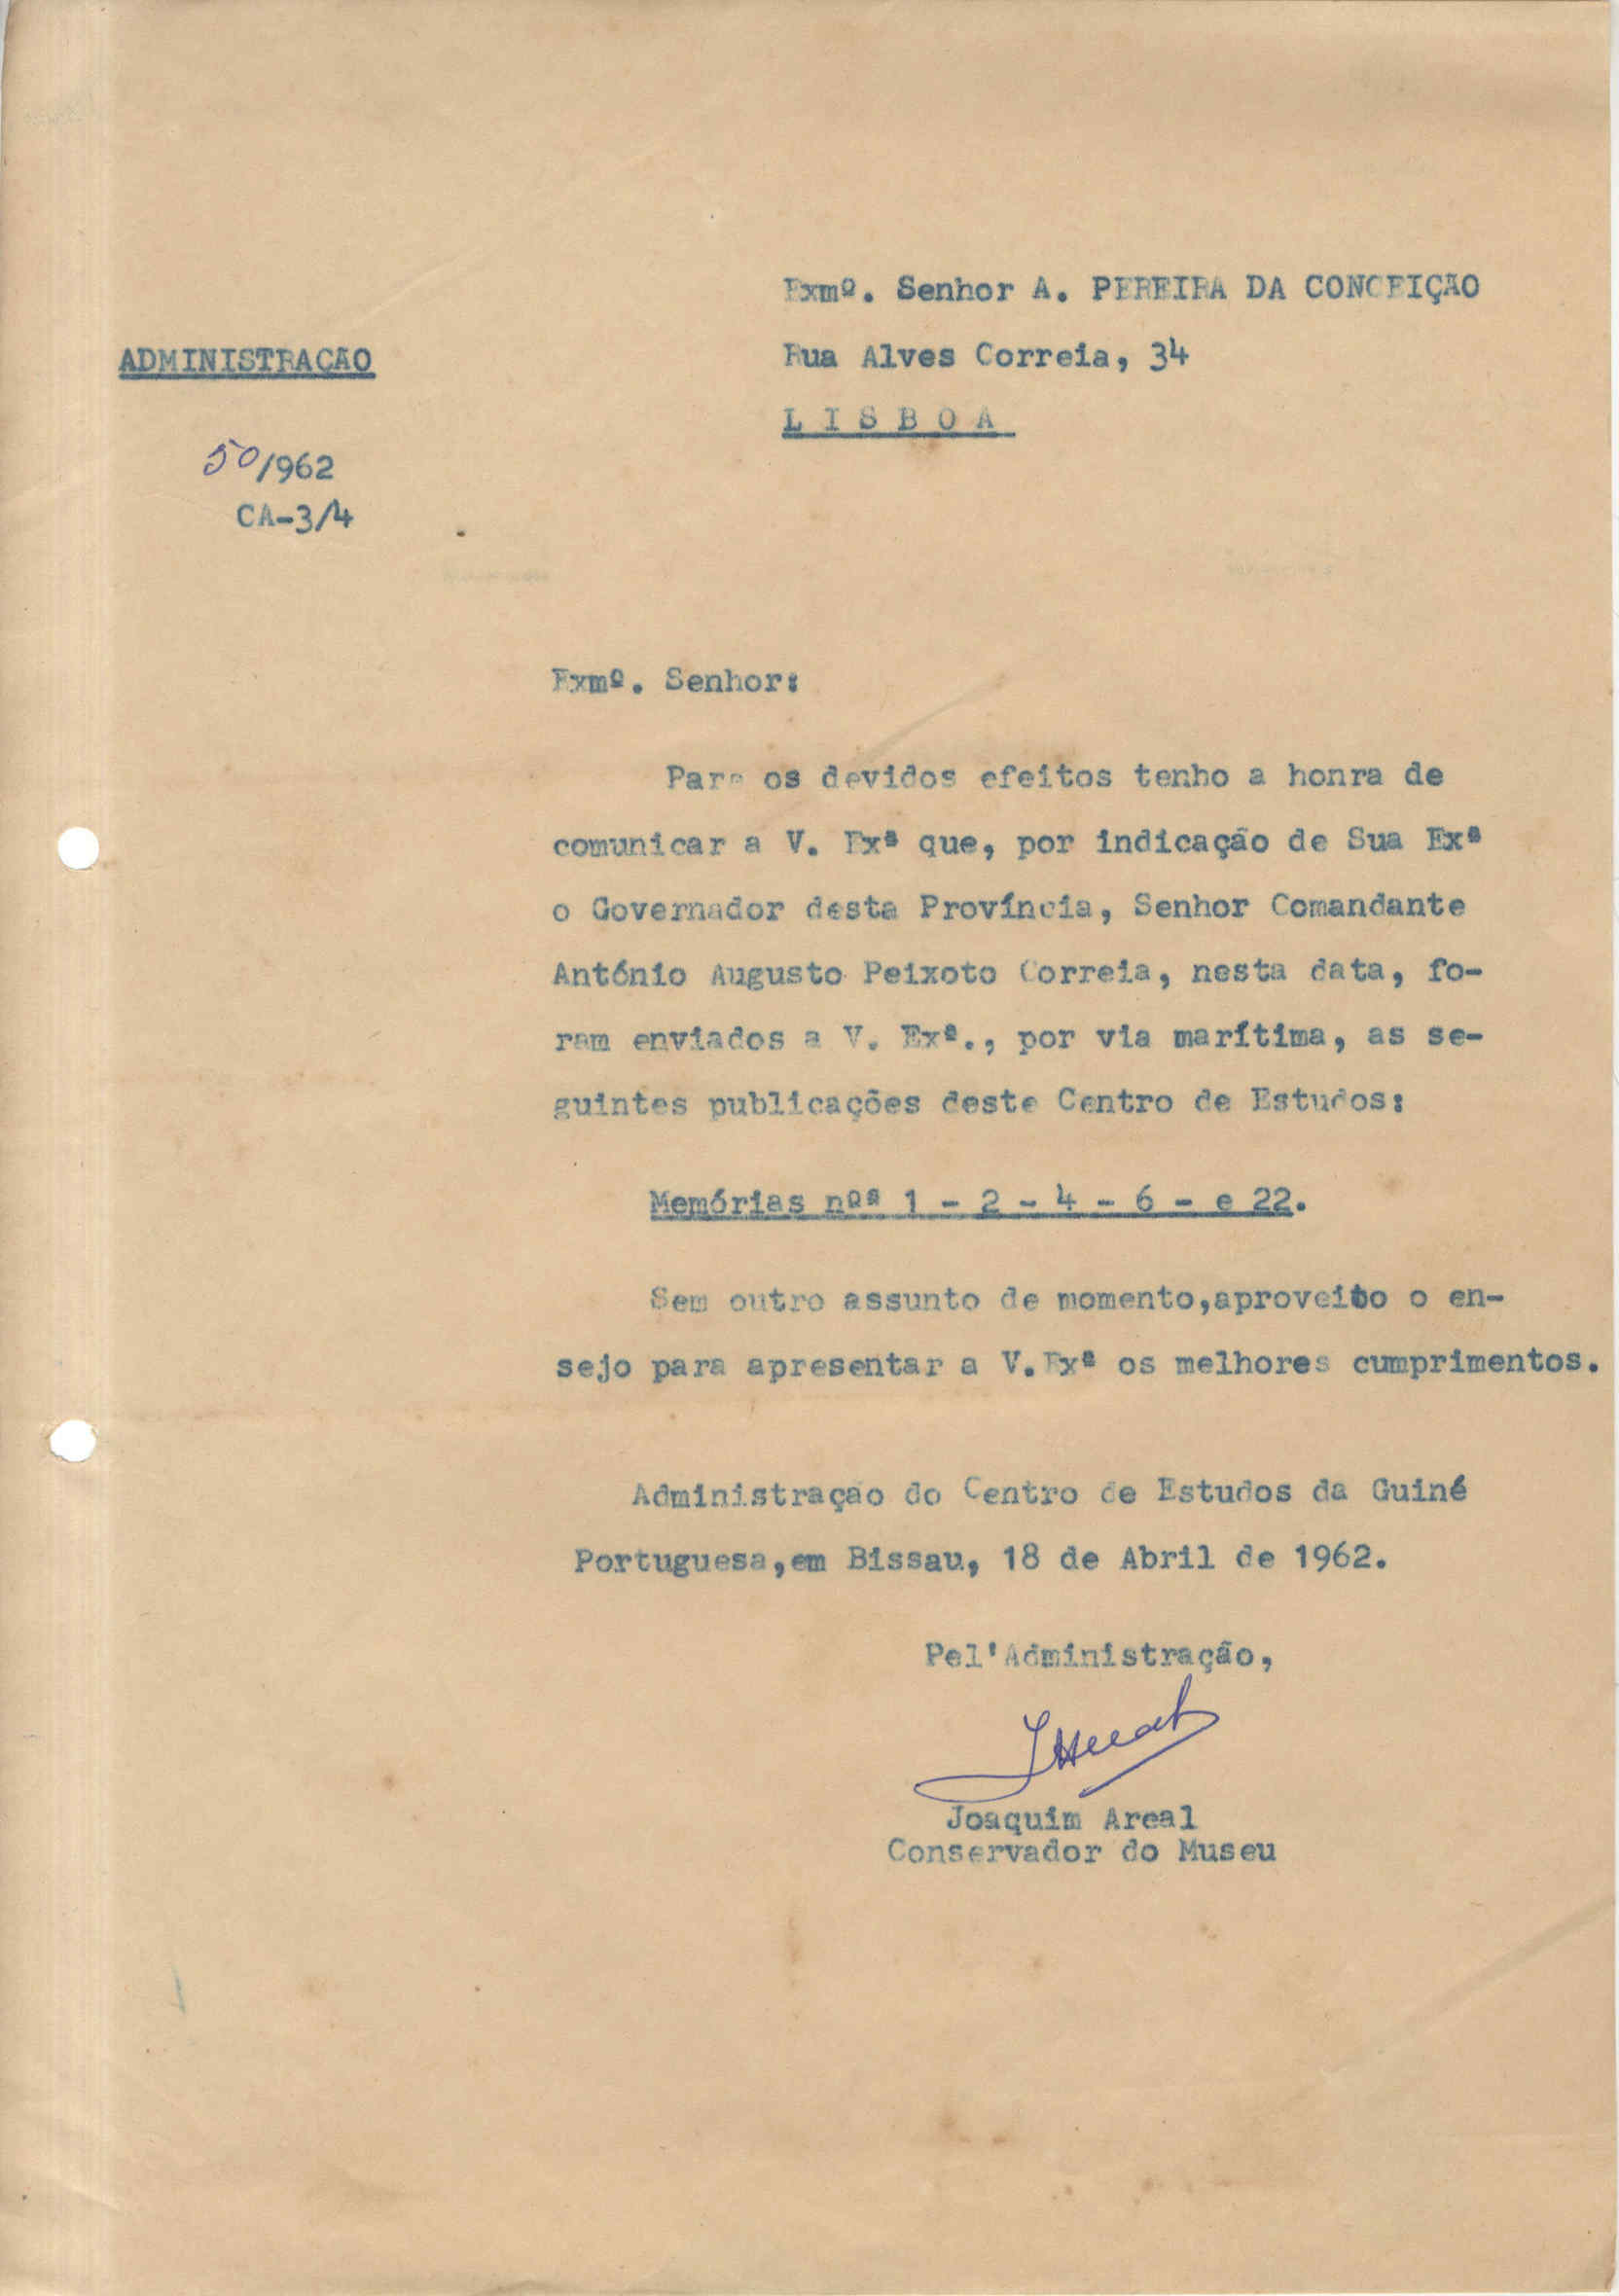 Exmº. Senhor A. PEREIRA DA CONCEIÇÃO
ADMINISTRAÇÃO
Rua Alves Correia, 34
L I S B O A
50/962
CA-3/4
Exmº. Senhor:
Para os devidos efeitos tenho a honra de
comunicar a V. Exª que, por indicação de Sua Exª
o Governador desta Província, Senhor Comandante
António Augusto Peixoto Correia, nesta data, fo-
ram enviados a V. Exª., por via marítima, as se-
guintes publicações deste Centro de Estudos:
Memórias nºª 1 - 2 - 4 - 6 - e 22.
Sem outro assunto de momento,aproveito o en-
sejo para apresentar a V.Exª os melhores cumprimentos.
Administração do Centro de Estudos da Guiné
Portuguesa,em Bissau, 18 de Abril de 1962.
Pel'Administração,
Joaquim Areal
Conservador do Museu